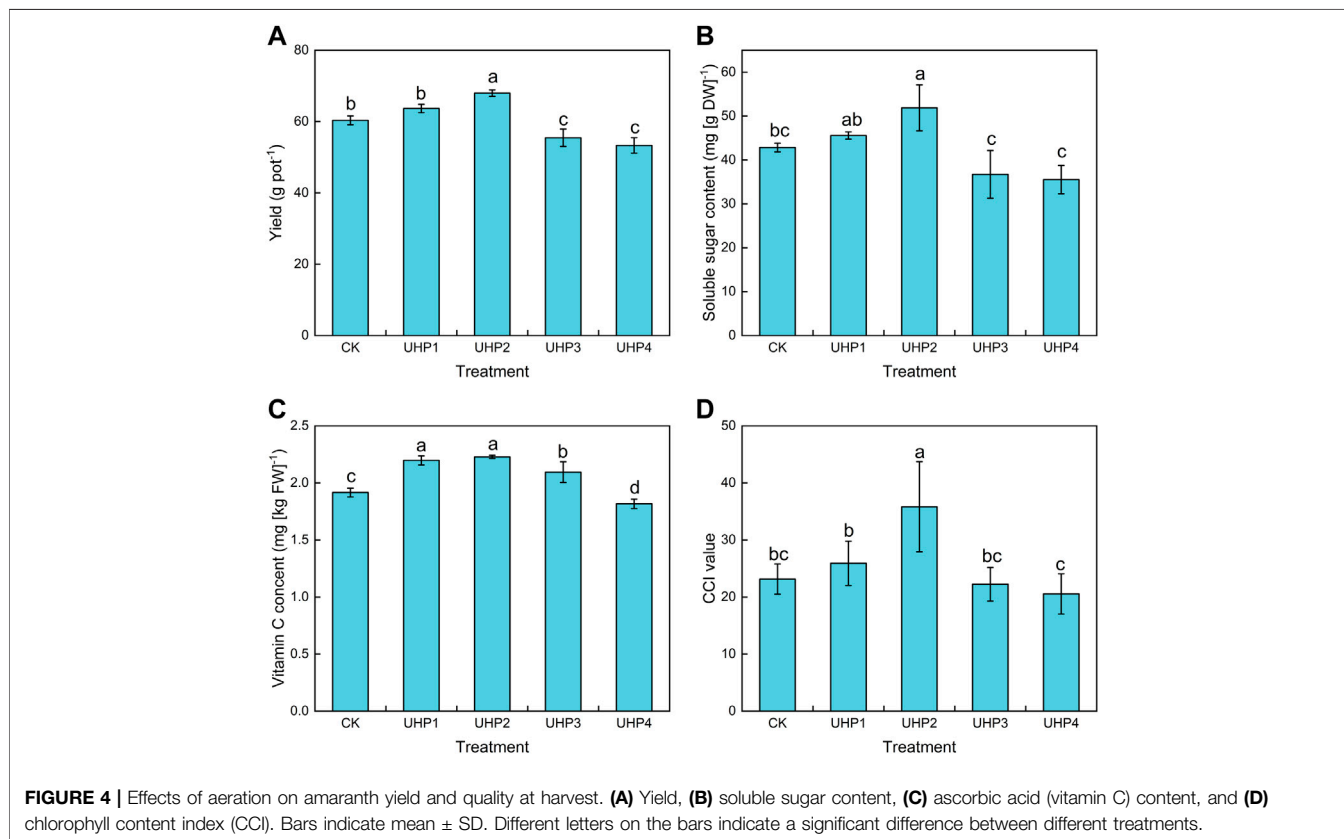 A
Yield (g pot⁻¹)
80
60
40
20
0
b
b
a
c
c
CK UHP1 UHP2 UHP3 UHP4
Treatment
B
Soluble sugar content (mg [g DW]⁻¹)
60
50
40
30
20
10
0
bc
ab
a
c
c
CK UHP1 UHP2 UHP3 UHP4
Treatment
C
Vitamin C concent (mg [kg FW]⁻¹)
2.5
2.0
1.5
1.0
0.5
0.0
c
a
a
b
d
CK UHP1 UHP2 UHP3 UHP4
Treatment
D
CCI value
50
40
30
20
10
0
bc
b
a
bc
c
CK UHP1 UHP2 UHP3 UHP4
Treatment
FIGURE 4 | Effects of aeration on amaranth yield and quality at harvest. (A) Yield, (B) soluble sugar content, (C) ascorbic acid (vitamin C) content, and (D)
chlorophyll content index (CCI). Bars indicate mean ± SD. Different letters on the bars indicate a significant difference between different treatments.